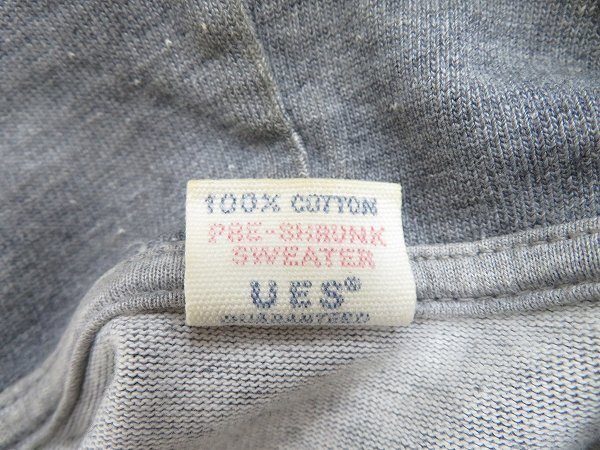 100% COTTON
PRE-SHRUNK
SWEATER
UES®
GUARANTEED